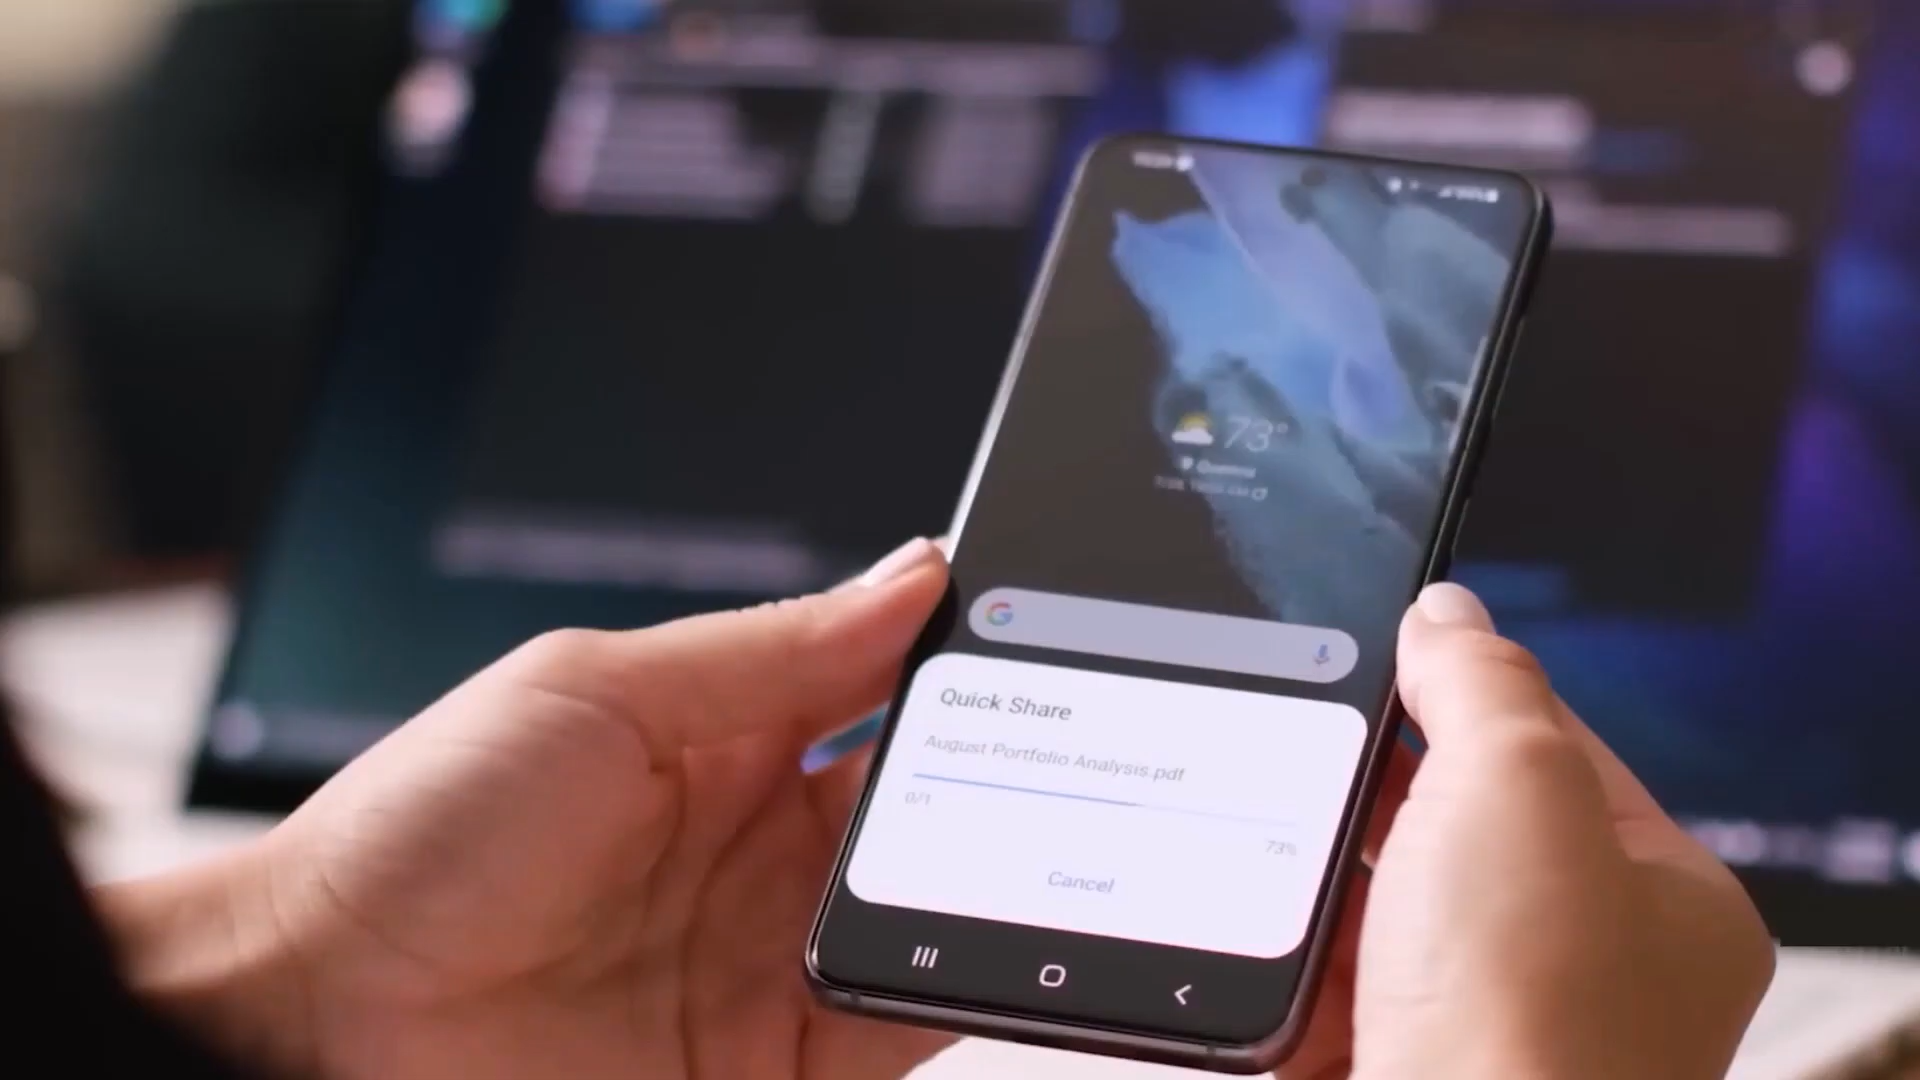 73°
Quick Share
August Portfolio Analysis.pdf
0/1
73%
Cancel